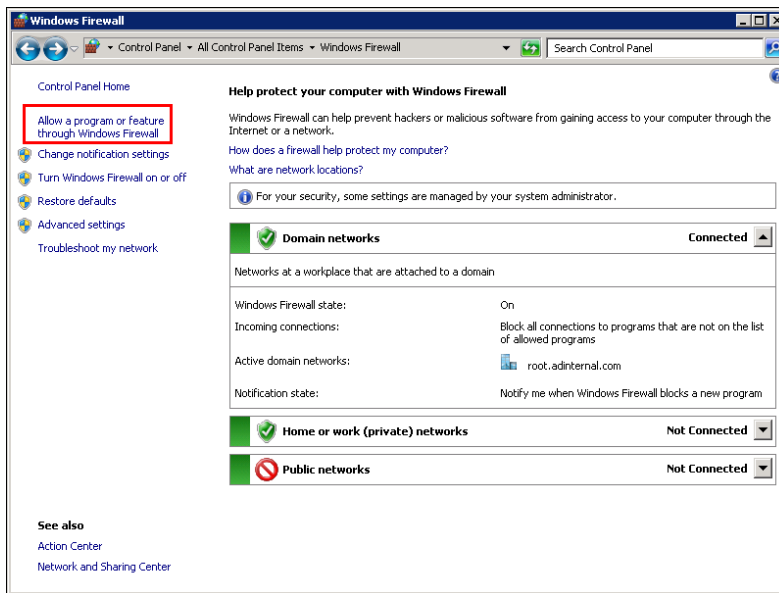 Windows Firewall
Control Panel
All Control Panel Items
Windows Firewall
Search Control Panel
Control Panel Home
Allow a program or feature
through Windows Firewall
Change notification settings
Turn Windows Firewall on or off
Restore defaults
Advanced settings
Troubleshoot my network
Help protect your computer with Windows Firewall
Windows Firewall can help prevent hackers or malicious software from gaining access to your computer through the
Internet or a network.
How does a firewall help protect my computer?
What are network locations?
For your security, some settings are managed by your system administrator.
Domain networks Connected
Networks at a workplace that are attached to a domain
Windows Firewall state: On
Incoming connections: Block all connections to programs that are not on the list
of allowed programs
Active domain networks: root.adinternal.com
Notification state: Notify me when Windows Firewall blocks a new program
Home or work (private) networks Not Connected
Public networks Not Connected
See also
Action Center
Network and Sharing Center